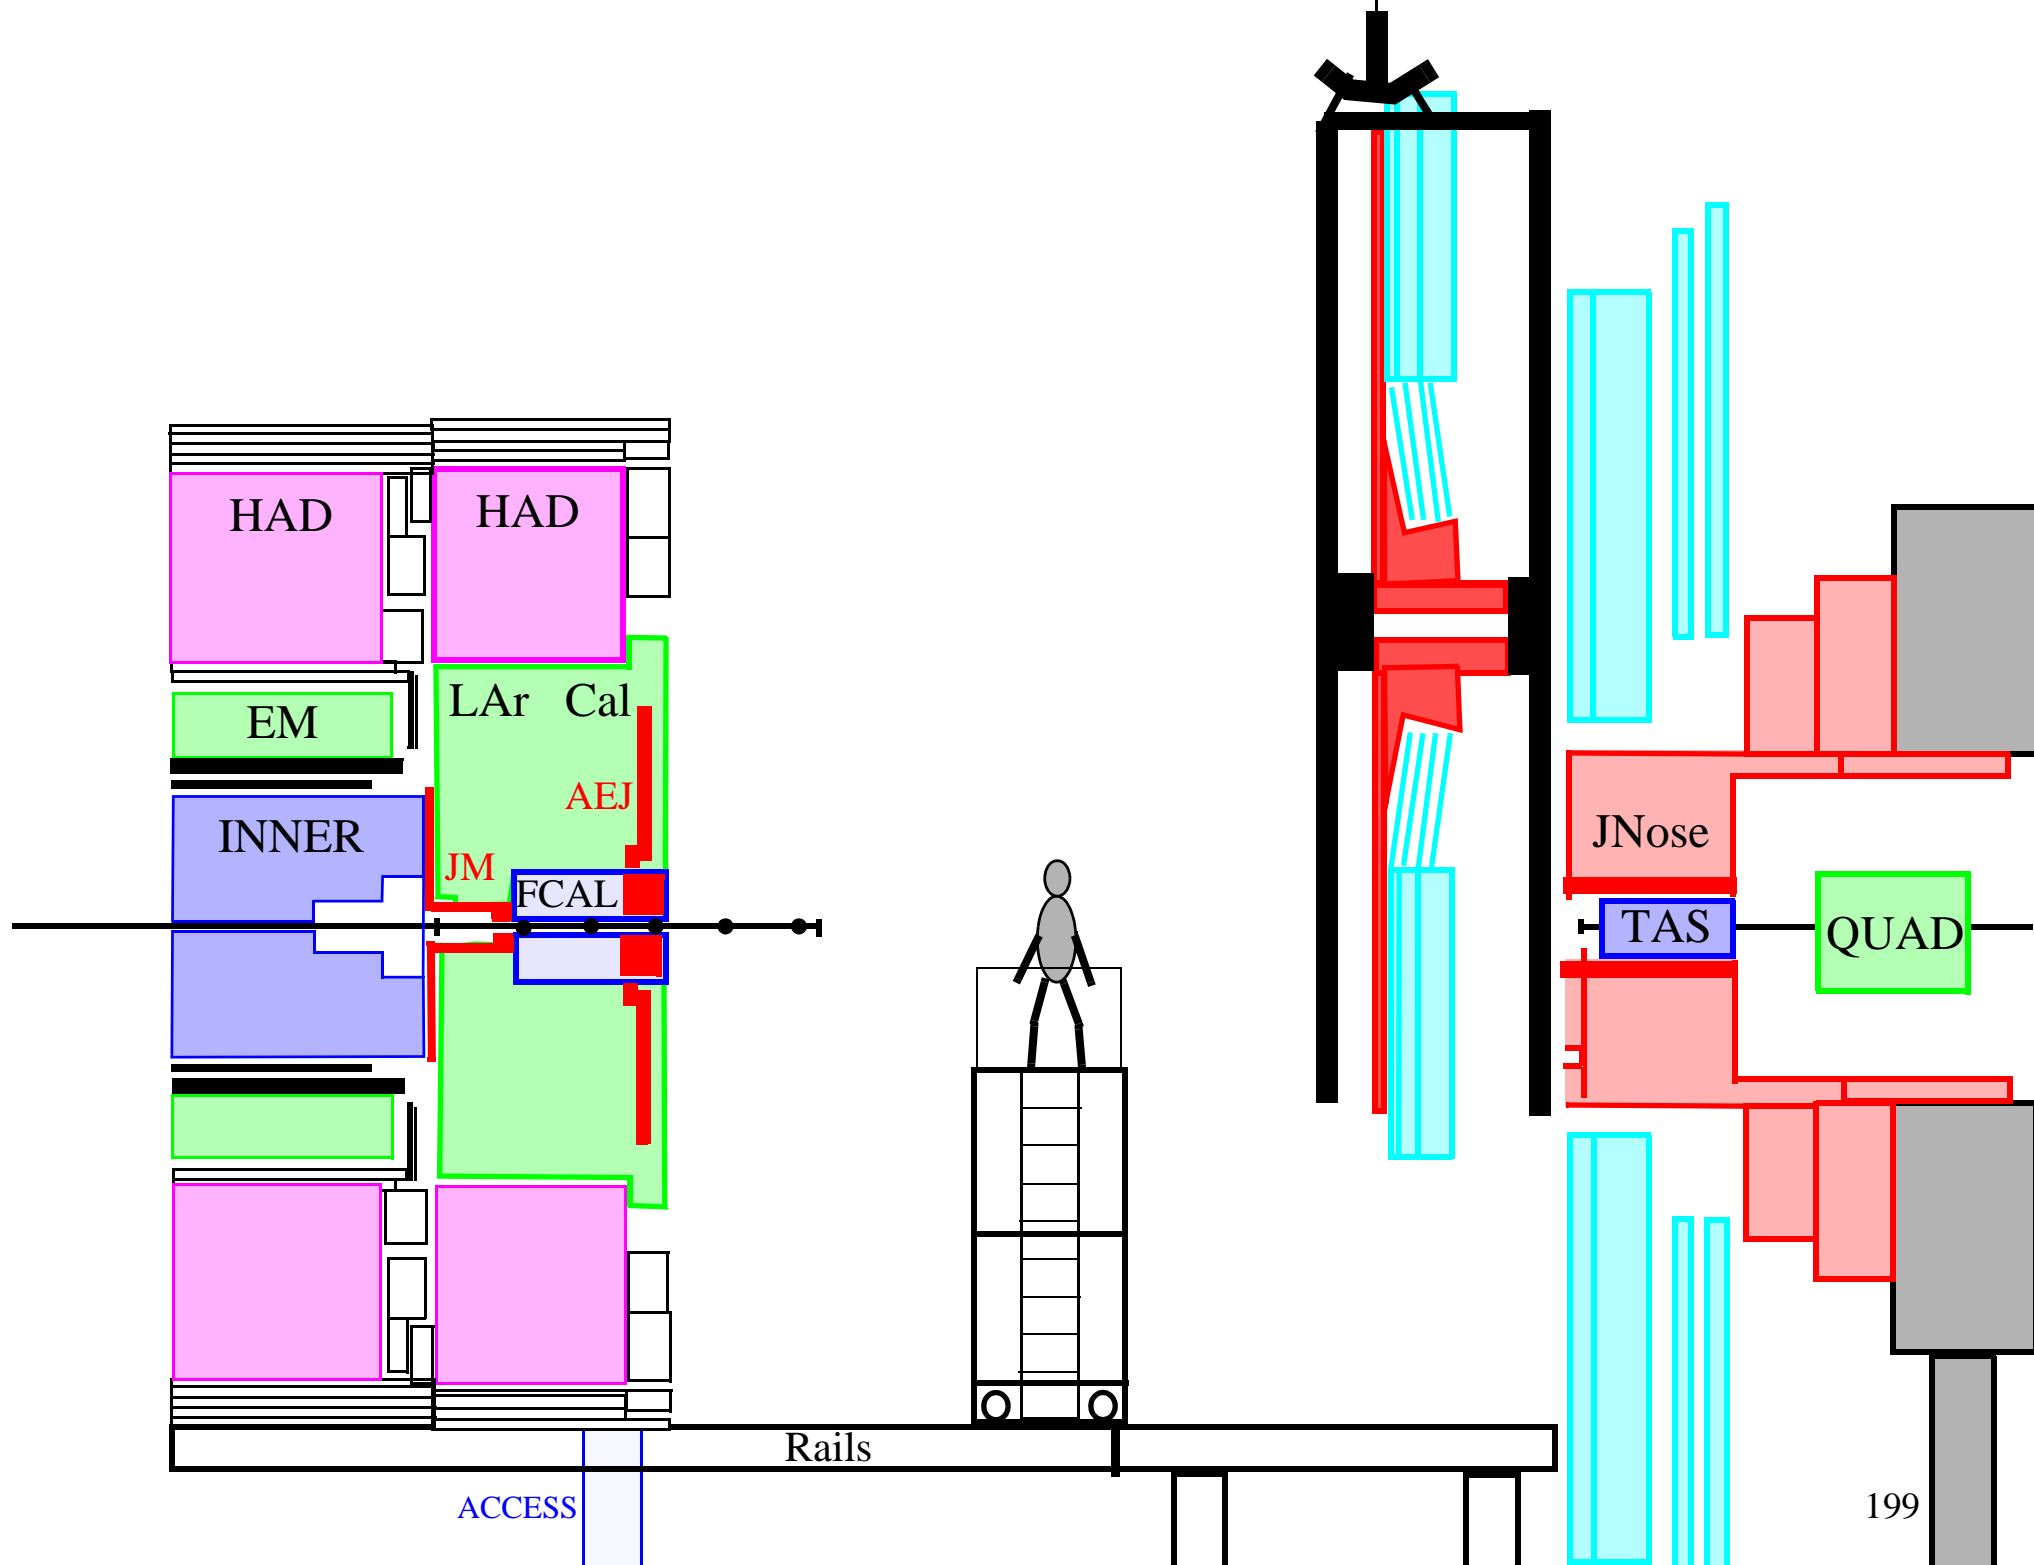 HAD
HAD
LAr Cal
EM
AEJ
INNER
JNose
JM
FCAL
TAS
QUAD
Rails
ACCESS
199